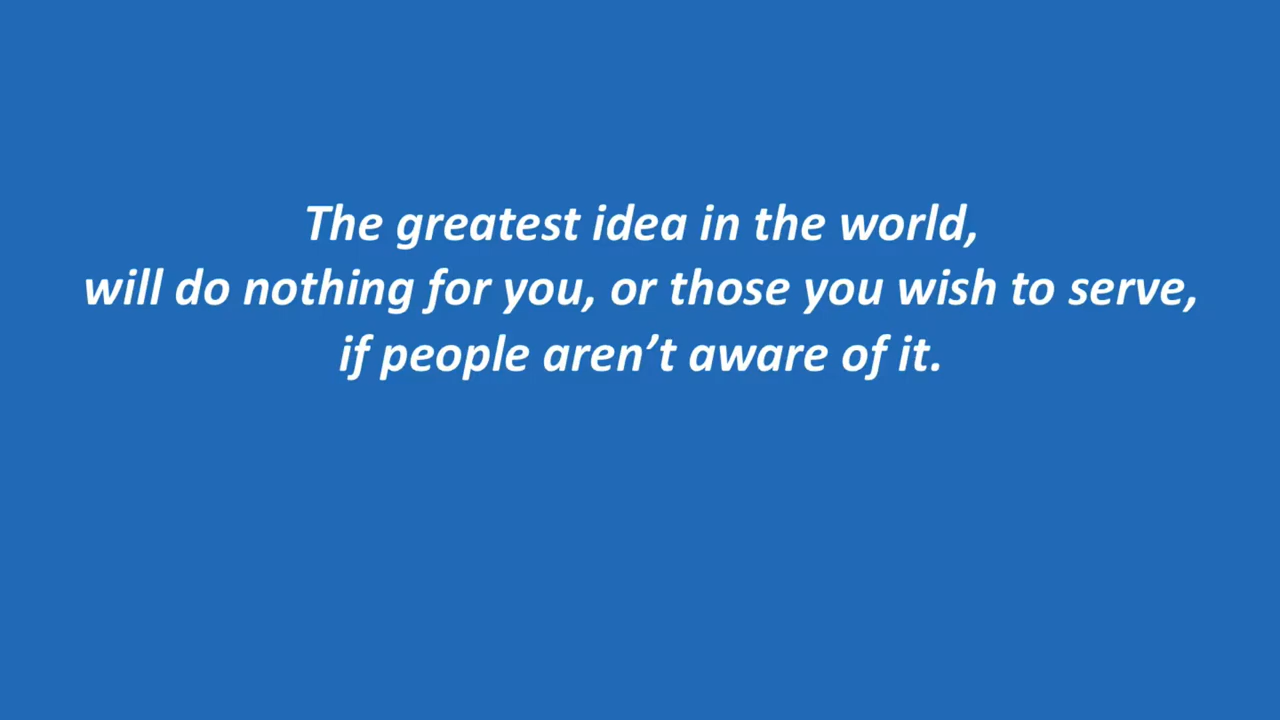 The greatest idea in the world,
will do nothing for you, or those you wish to serve,
if people aren’t aware of it.